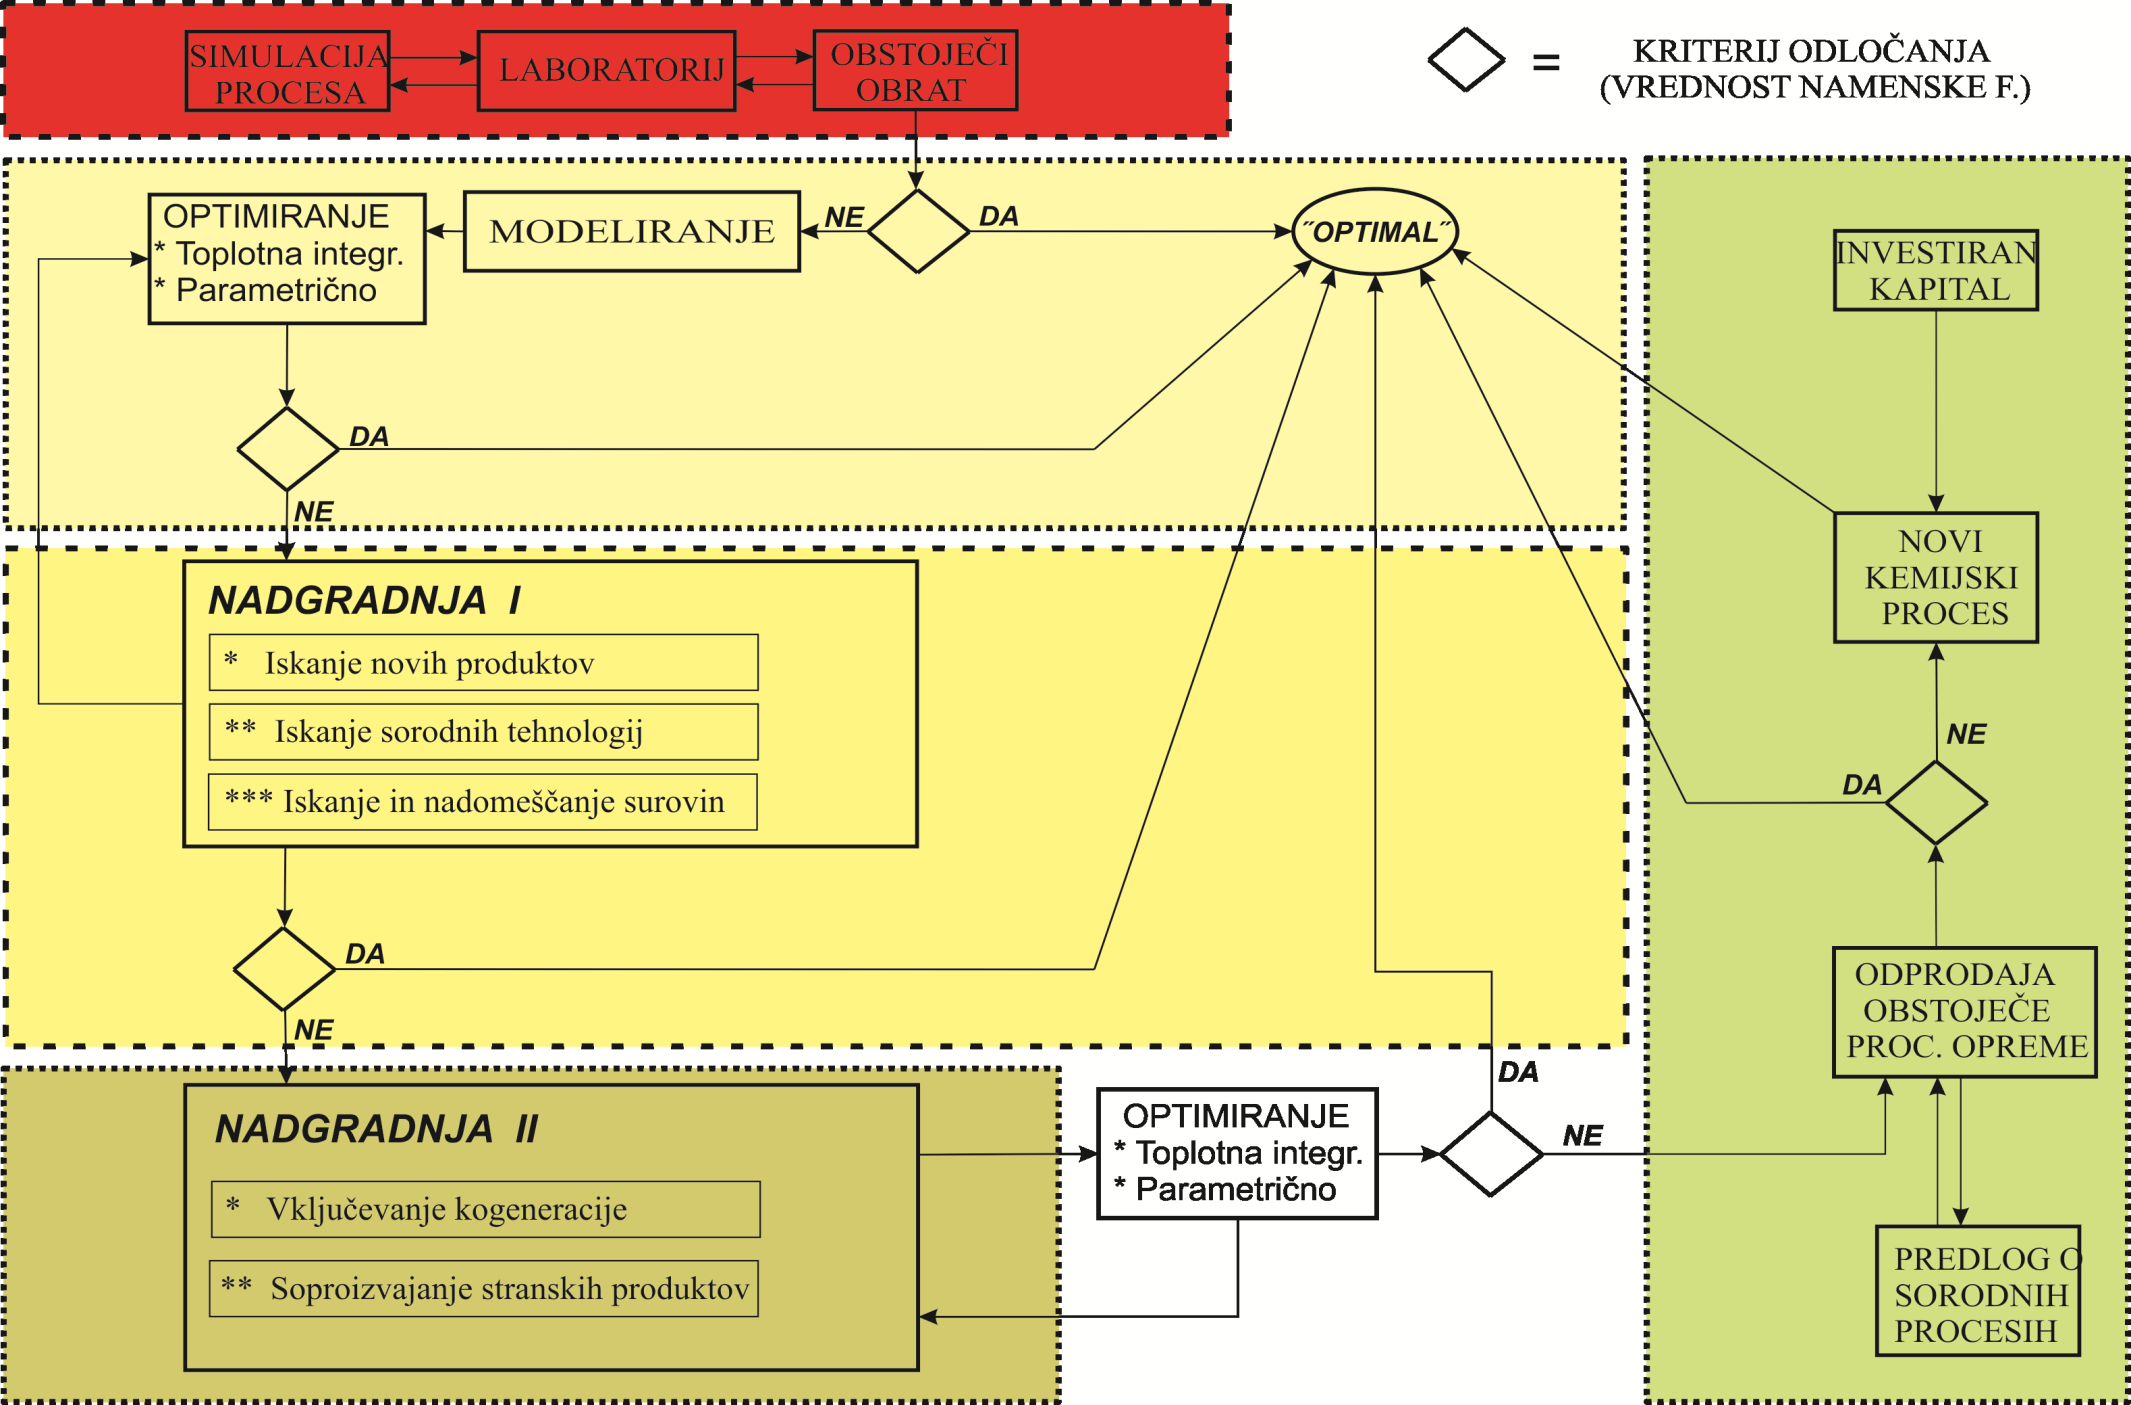 SIMULACIJA
PROCESA
LABORATORIJ
OBSTOJEČI
OBRAT
=
KRITERIJ ODLOČANJA
(VREDNOST NAMENSKE F.)
OPTIMIRANJE
* Toplotna integr.
* Parametrično
MODELIRANJE
NE
DA
˝OPTIMAL˝
INVESTIRAN
KAPITAL
DA
NE
NOVI
KEMIJSKI
PROCES
NADGRADNJA I
* Iskanje novih produktov
** Iskanje sorodnih tehnologij
*** Iskanje in nadomeščanje surovin
NE
DA
DA
NE
ODPRODAJA
OBSTOJEČE
PROC. OPREME
NADGRADNJA II
* Vključevanje kogeneracije
** Soproizvajanje stranskih produktov
OPTIMIRANJE
* Toplotna integr.
* Parametrično
DA
NE
PREDLOG O
SORODNIH
PROCESIH